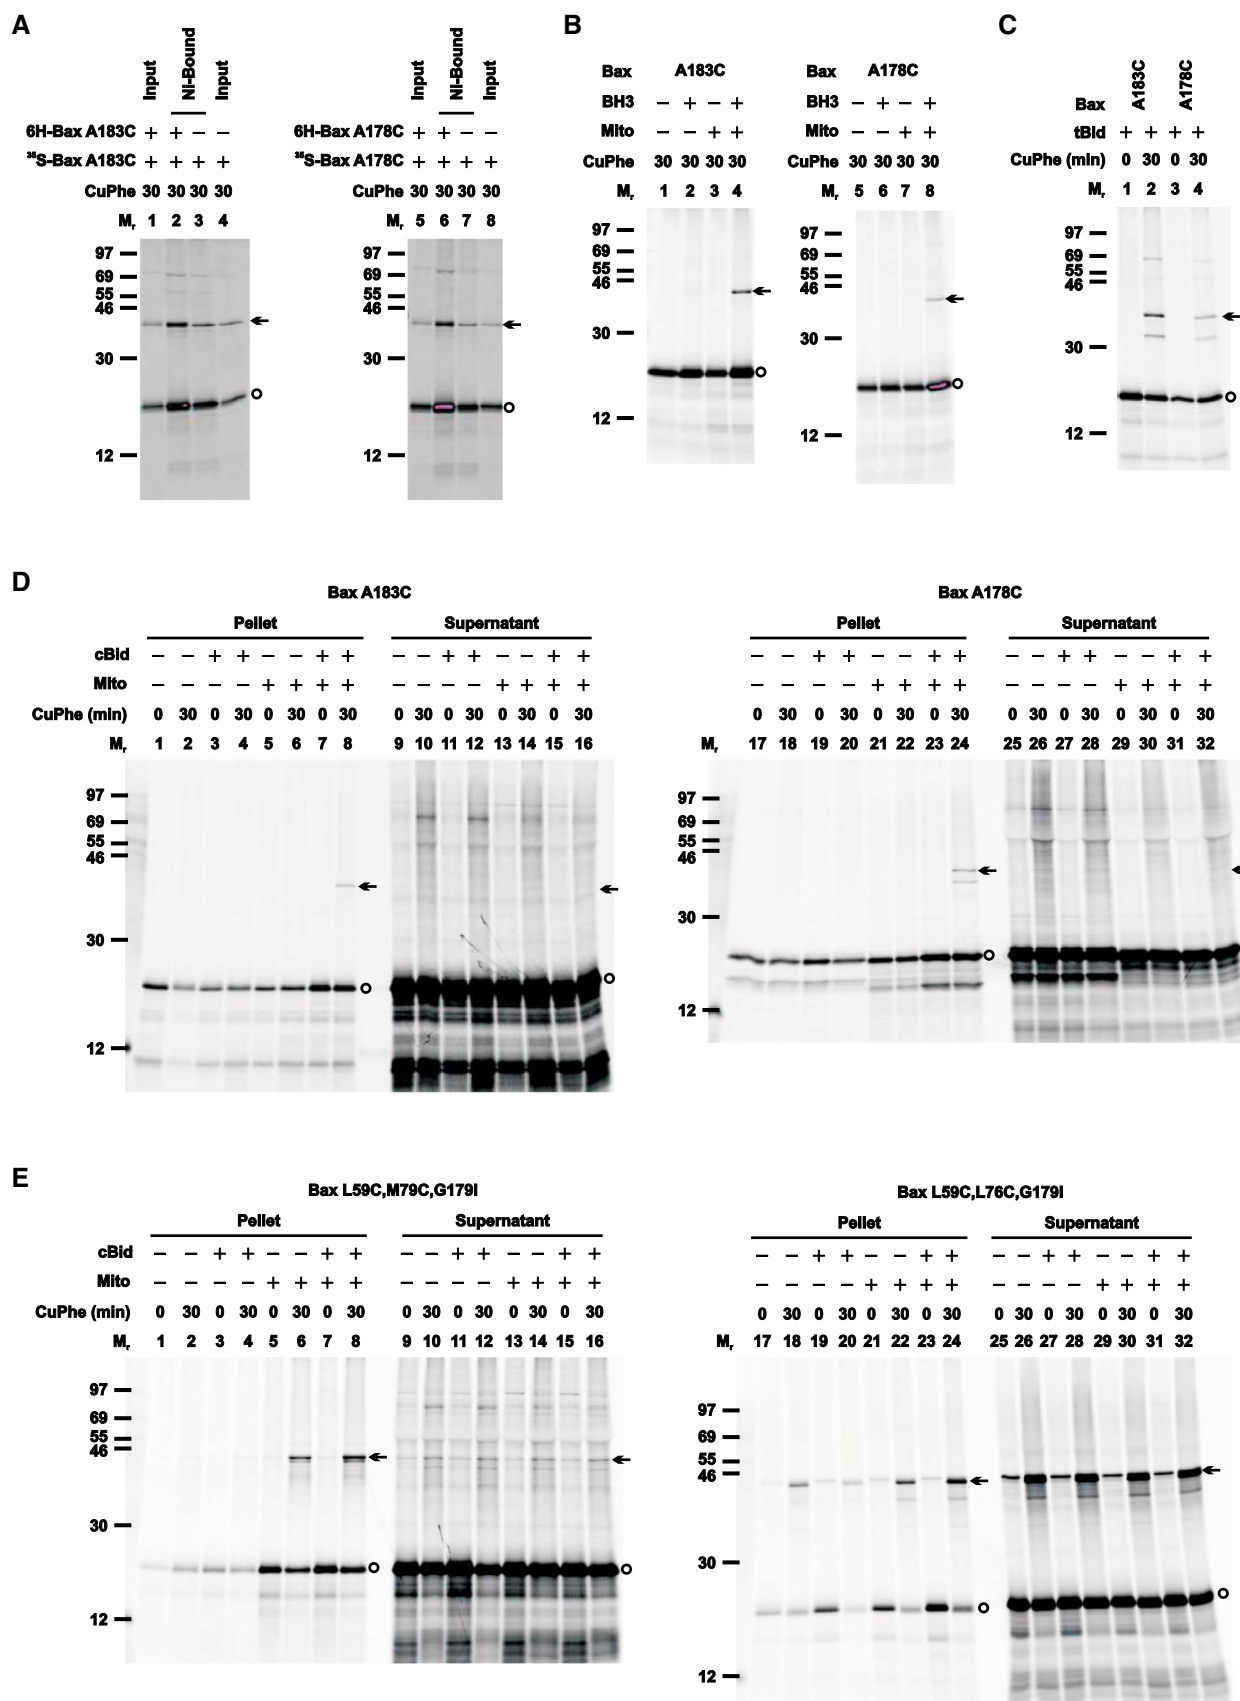 A
Input
Ni-Bound
Input
6H-Bax A183C + + − −
³⁵S-Bax A183C + + + +
CuPhe 30 30 30 30
Mr 1 2 3 4
97
69
55
46
30
12
Input
Ni-Bound
Input
6H-Bax A178C + + − −
³⁵S-Bax A178C + + + +
CuPhe 30 30 30 30
Mr 5 6 7 8
97
69
55
46
30
12
B
Bax A183C
BH3 − + − +
Mito − − + +
CuPhe 30 30 30 30
Mr 1 2 3 4
97
69
55
46
30
12
Bax A178C
BH3 − + − +
Mito − − + +
CuPhe 30 30 30 30
Mr 5 6 7 8
97
69
55
46
30
12
C
Bax A183C A178C
tBid + + + +
CuPhe (min) 0 30 0 30
Mr 1 2 3 4
97
69
55
46
30
12
D
Bax A183C
Pellet Supernatant
cBid − − + + − − + + − − + + − − + +
Mito − − − − + + + + − − − − + + + +
CuPhe (min) 0 30 0 30 0 30 0 30 0 30 0 30 0 30 0 30
Mr 1 2 3 4 5 6 7 8 9 10 11 12 13 14 15 16
97
69
55
46
30
12
Bax A178C
Pellet Supernatant
− − + + − − + + − − + + − − + +
− − − − + + + + − − − − + + + +
0 30 0 30 0 30 0 30 0 30 0 30 0 30 0 30
Mr 17 18 19 20 21 22 23 24 25 26 27 28 29 30 31 32
97
69
55
46
30
12
E
Bax L59C,M79C,G179I
Pellet Supernatant
cBid − − + + − − + + − − + + − − + +
Mito − − − − + + + + − − − − + + + +
CuPhe (min) 0 30 0 30 0 30 0 30 0 30 0 30 0 30 0 30
Mr 1 2 3 4 5 6 7 8 9 10 11 12 13 14 15 16
97
69
55
46
30
12
Bax L59C,L76C,G179I
Pellet Supernatant
− − + + − − + + − − + + − − + +
− − − − + + + + − − − − + + + +
0 30 0 30 0 30 0 30 0 30 0 30 0 30 0 30
Mr 17 18 19 20 21 22 23 24 25 26 27 28 29 30 31 32
97
69
55
46
30
12